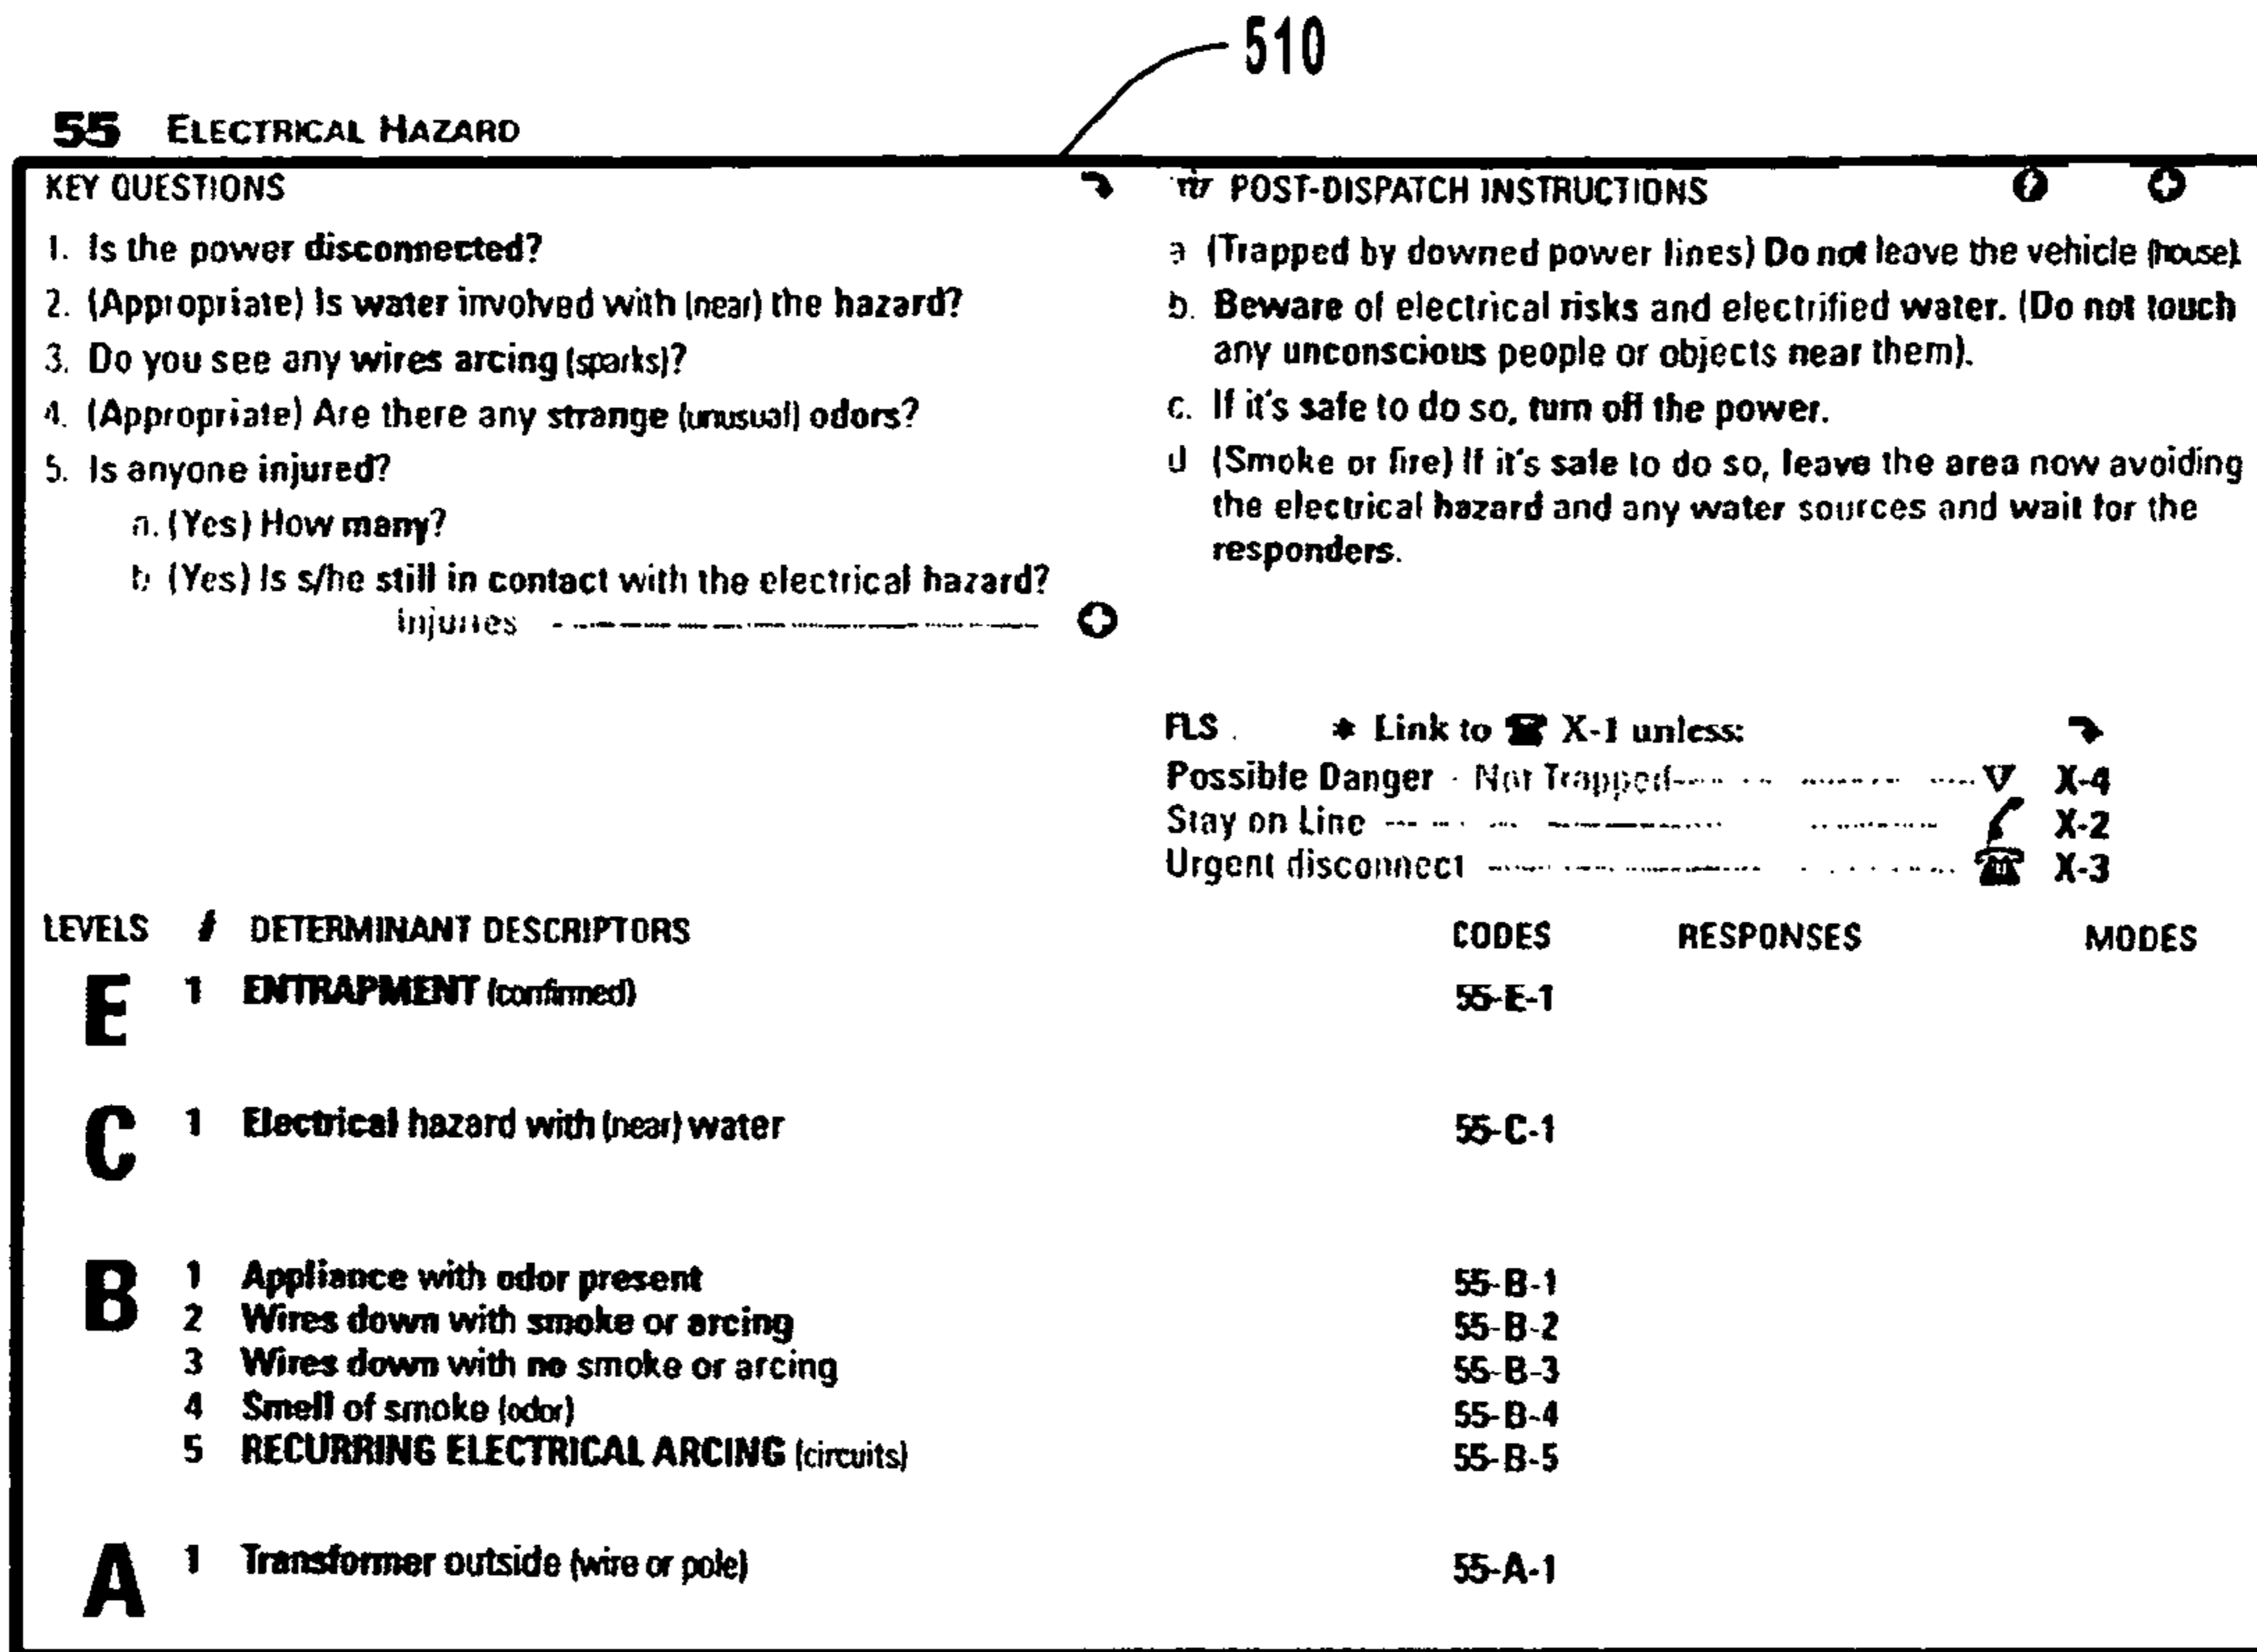 510
55 ELECTRICAL HAZARD
KEY QUESTIONS
1. Is the power disconnected?
2. (Appropriate) Is water involved with (near) the hazard?
3. Do you see any wires arcing (sparks)?
4. (Appropriate) Are there any strange (unusual) odors?
5. Is anyone injured?
a. (Yes) How many?
b (Yes) Is s/he still in contact with the electrical hazard?
Injuries
POST-DISPATCH INSTRUCTIONS
a (Trapped by downed power lines) Do not leave the vehicle (house).
b. Beware of electrical risks and electrified water. (Do not touch
any unconscious people or objects near them).
c. If it's safe to do so, turn off the power.
d (Smoke or fire) If it's safe to do so, leave the area now avoiding
the electrical hazard and any water sources and wait for the
responders.
FLS . * Link to ☎ X-1 unless:
Possible Danger - Not Trapped X-4
Stay on Line X-2
Urgent disconnect X-3
LEVELS # DETERMINANT DESCRIPTORS CODES RESPONSES MODES
E 1 ENTRAPMENT (confirmed) 55-E-1
C 1 Electrical hazard with (near) water 55-C-1
B 1 Appliance with odor present 55-B-1
2 Wires down with smoke or arcing 55-B-2
3 Wires down with no smoke or arcing 55-B-3
4 Smell of smoke (odor) 55-B-4
5 RECURRING ELECTRICAL ARCING (circuits) 55-B-5
A 1 Transformer outside (wire or pole) 55-A-1